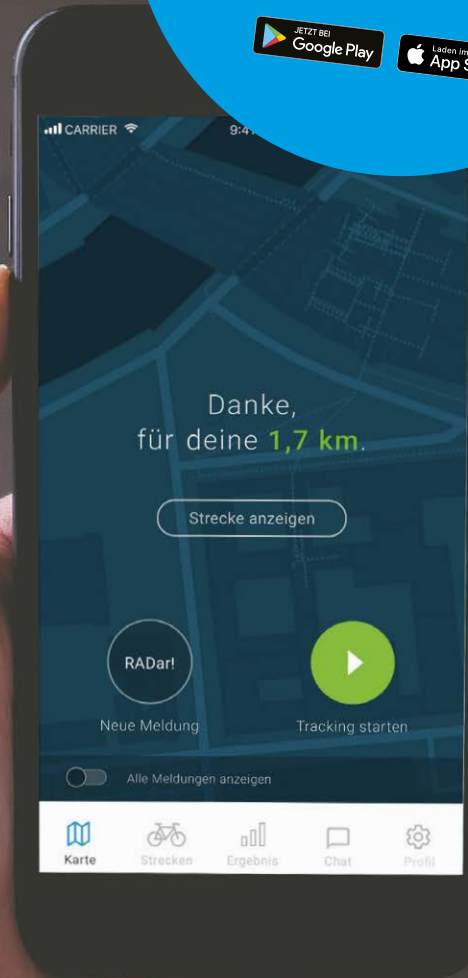 JETZT BEI
Google Play
Laden im
App S
CARRIER
9:41
Danke,
für deine 1,7 km.
Strecke anzeigen
RADar!
Neue Meldung
Tracking starten
Alle Meldungen anzeigen
Karte
Strecken
Ergebnis
Chat
Profil